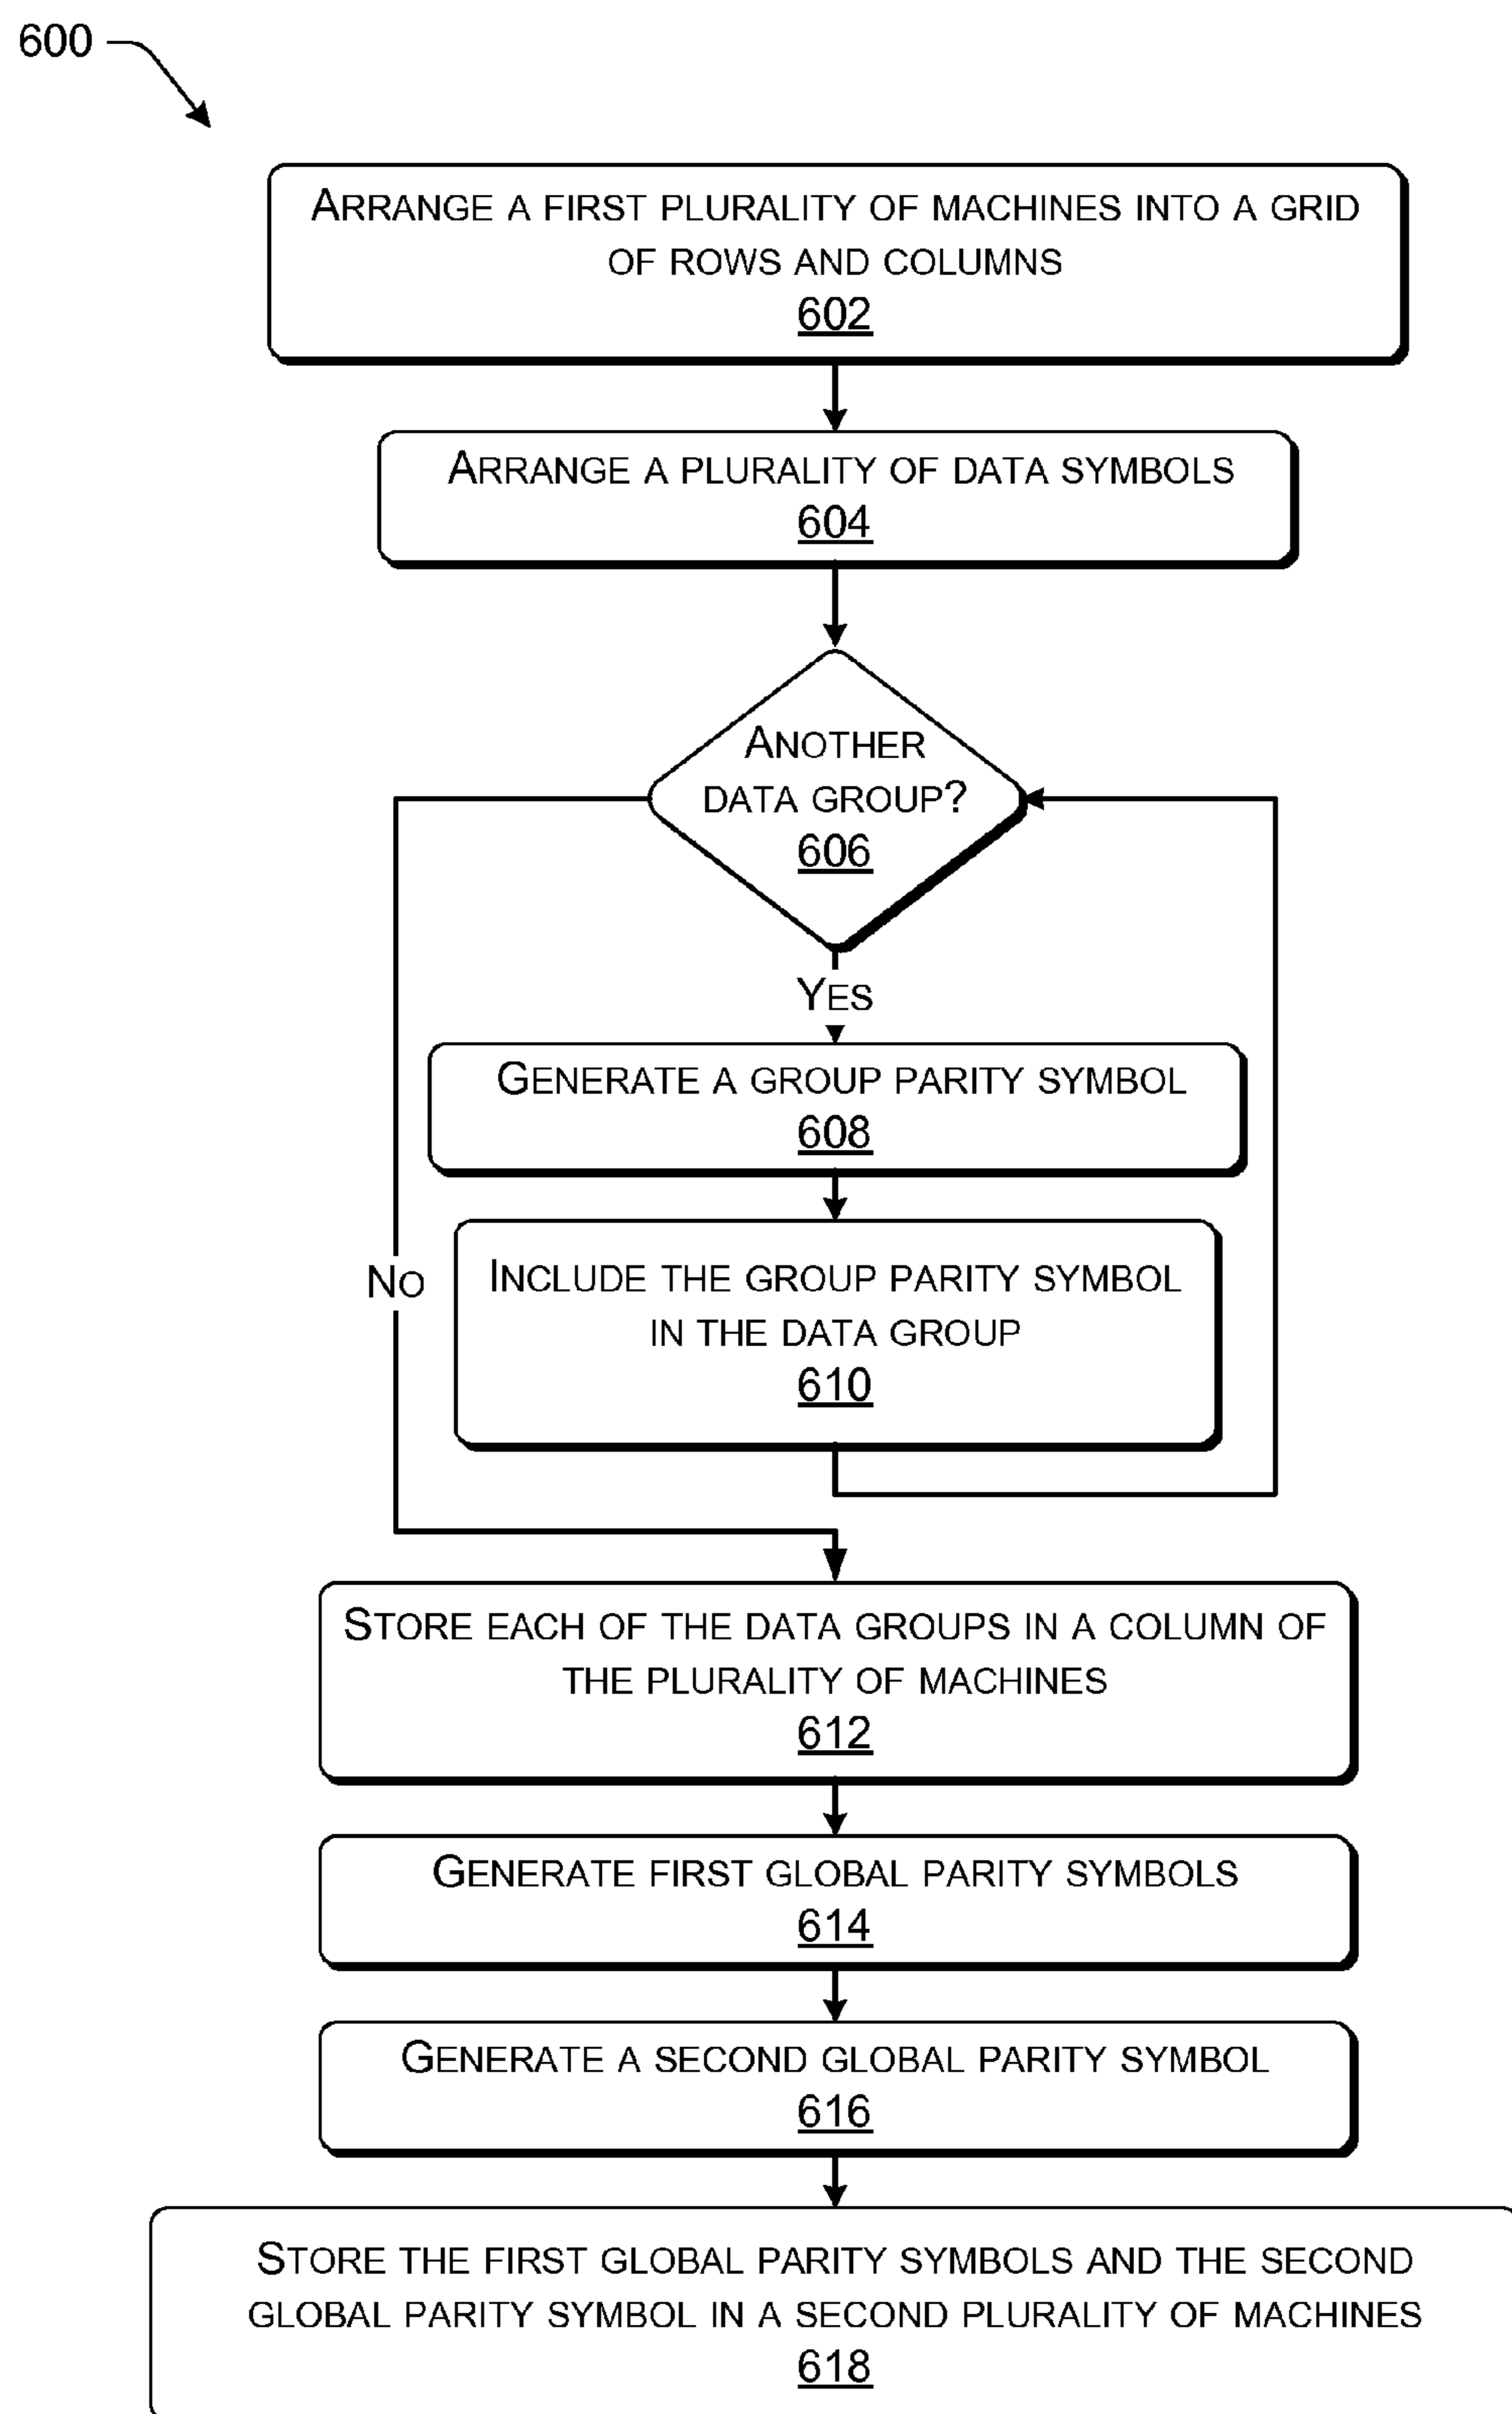 600
ARRANGE A FIRST PLURALITY OF MACHINES INTO A GRID
OF ROWS AND COLUMNS
602
ARRANGE A PLURALITY OF DATA SYMBOLS
604
ANOTHER
DATA GROUP?
606
YES
GENERATE A GROUP PARITY SYMBOL
608
NO
INCLUDE THE GROUP PARITY SYMBOL
IN THE DATA GROUP
610
STORE EACH OF THE DATA GROUPS IN A COLUMN OF
THE PLURALITY OF MACHINES
612
GENERATE FIRST GLOBAL PARITY SYMBOLS
614
GENERATE A SECOND GLOBAL PARITY SYMBOL
616
STORE THE FIRST GLOBAL PARITY SYMBOLS AND THE SECOND
GLOBAL PARITY SYMBOL IN A SECOND PLURALITY OF MACHINES
618